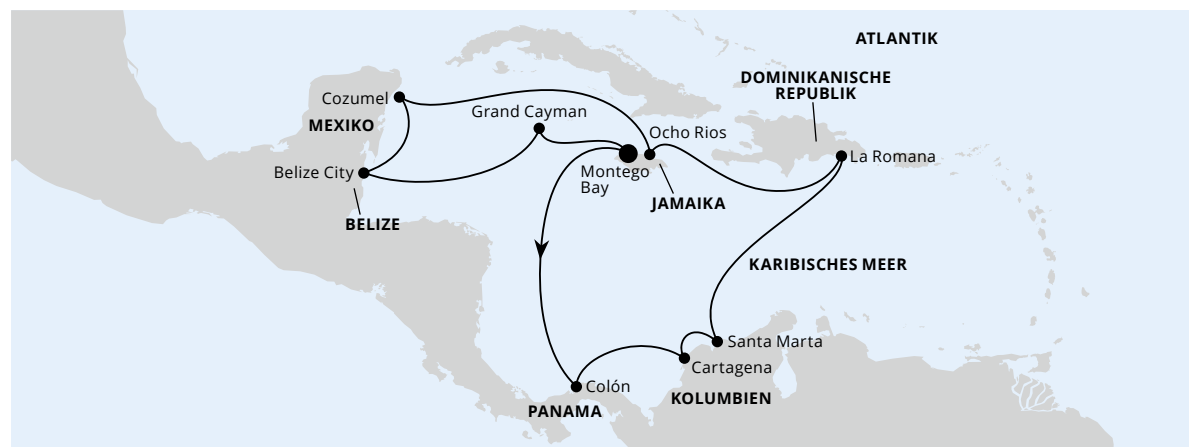 ATLANTIK
DOMINIKANISCHE
REPUBLIK
Cozumel
Grand Cayman
MEXIKO
Ocho Rios
La Romana
Belize City
Montego
Bay
JAMAIKA
BELIZE
KARIBISCHES MEER
Santa Marta
Cartagena
Colón
KOLUMBIEN
PANAMA